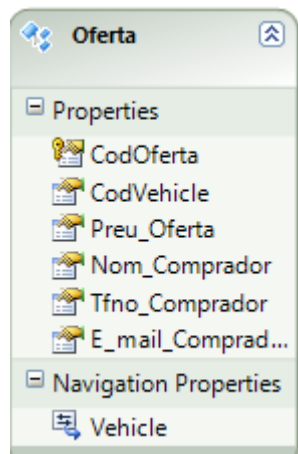 Oferta
Properties
CodOferta
CodVehicle
Preu_Oferta
Nom_Comprador
Tfno_Comprador
E_mail_Comprad...
Navigation Properties
Vehicle